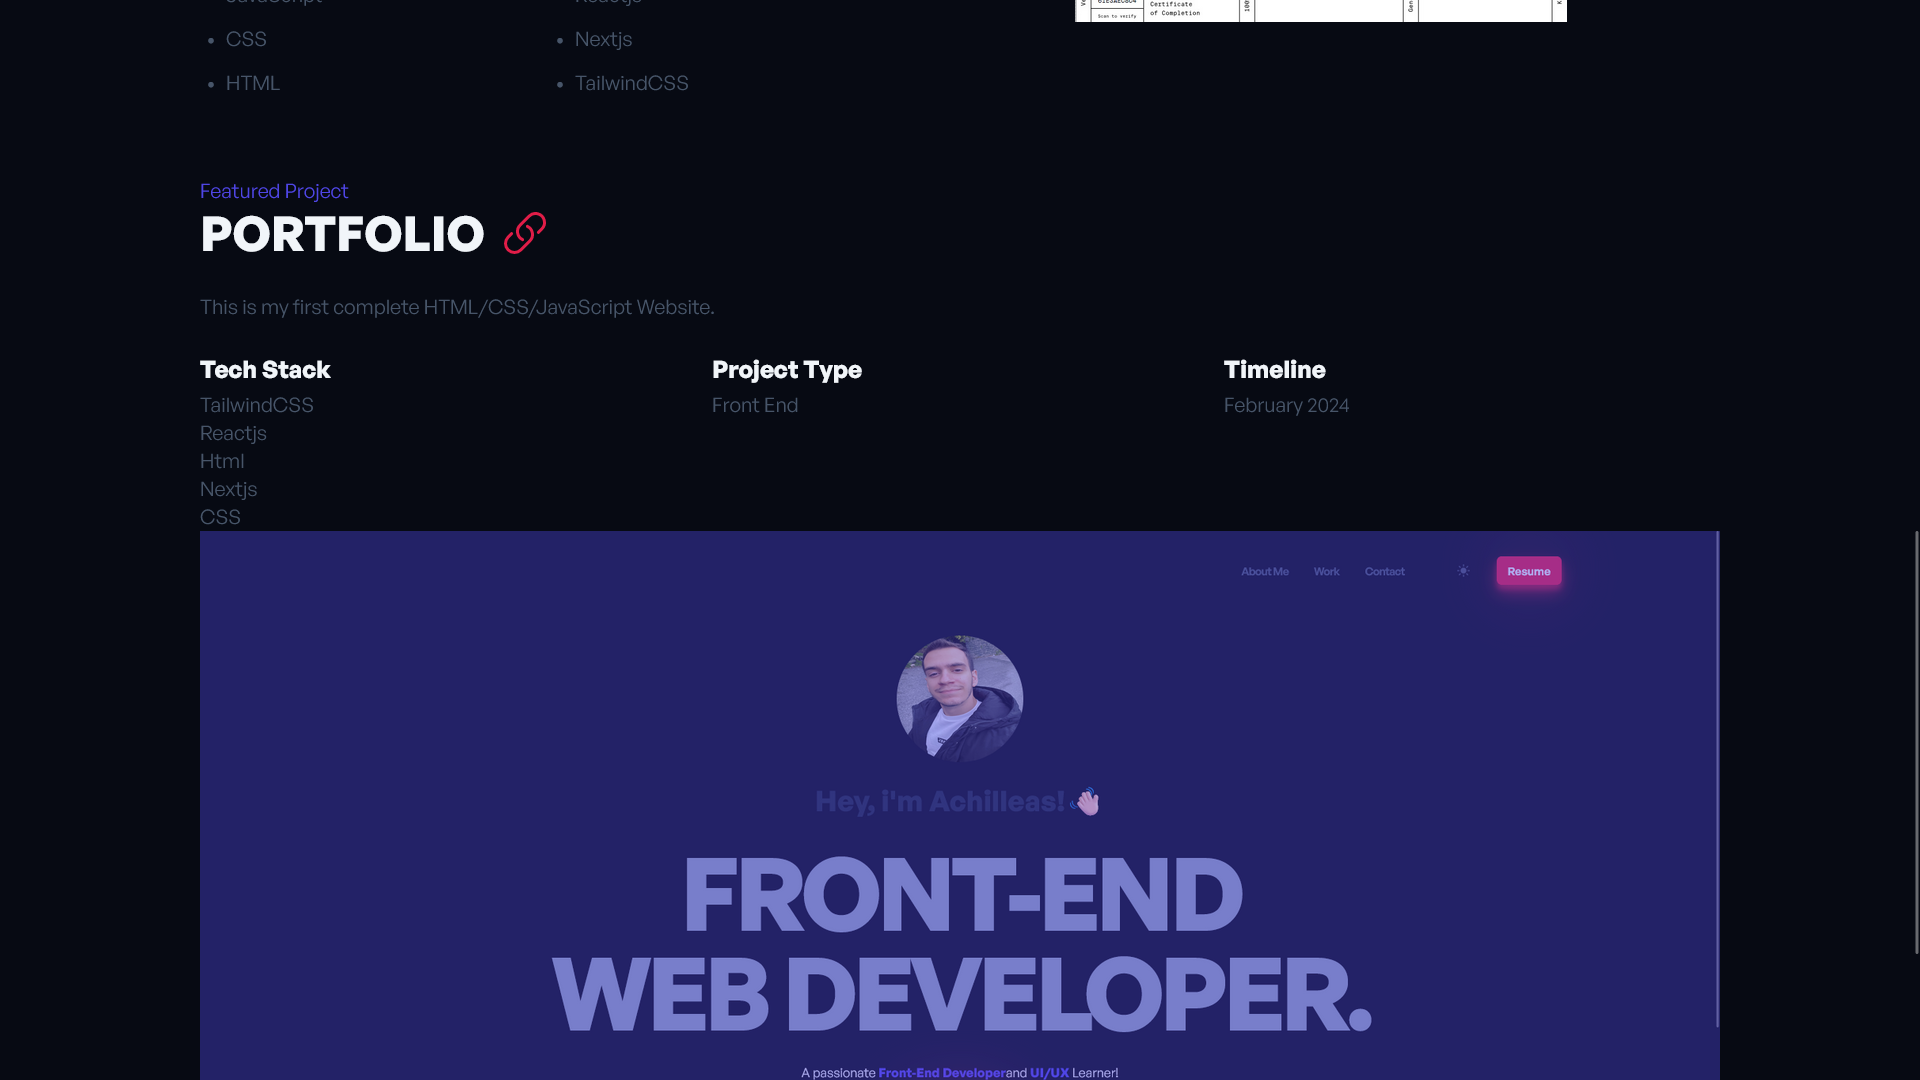 CSS
Nextjs
HTML
TailwindCSS
Certificate
of Completion
Scan to verify
Featured Project
PORTFOLIO
This is my first complete HTML/CSS/JavaScript Website.
Tech Stack
Project Type
Timeline
TailwindCSS
Front End
February 2024
Reactjs
Html
Nextjs
CSS
About Me
Work
Contact
Resume
Hey, i'm Achilleas!
FRONT-END
WEB DEVELOPER.
A passionate Front-End Developerand UI/UX Learner!